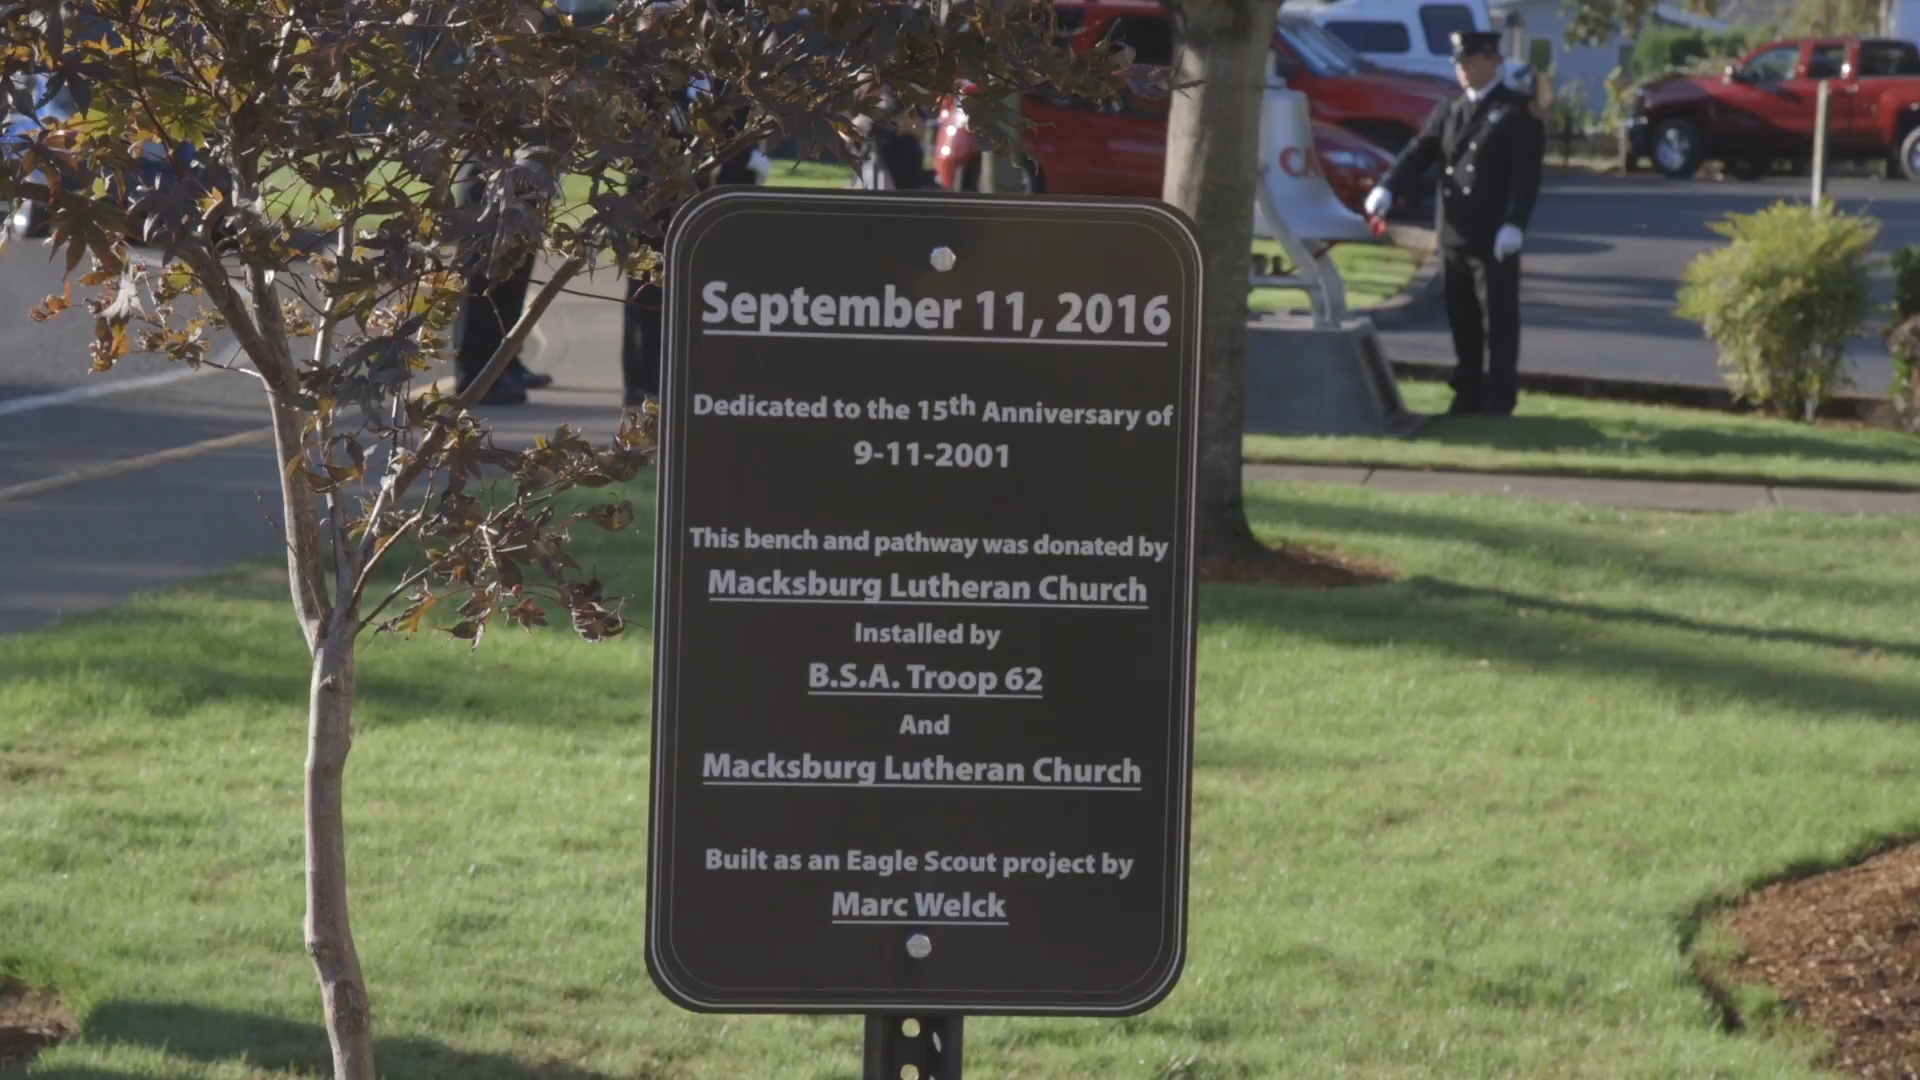 September 11, 2016
Dedicated to the 15th Anniversary of
9-11-2001
This bench and pathway was donated by
Macksburg Lutheran Church
Installed by
B.S.A. Troop 62
And
Macksburg Lutheran Church
Built as an Eagle Scout project by
Marc Welck